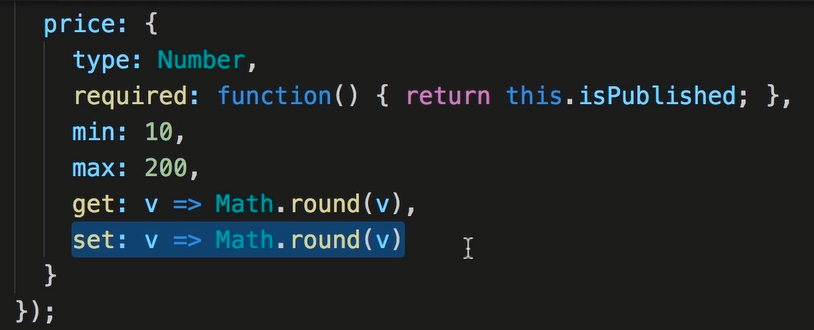 price: {
type: Number,
required: function() { return this.isPublished; },
min: 10,
max: 200,
get: v => Math.round(v),
set: v => Math.round(v)
}
});